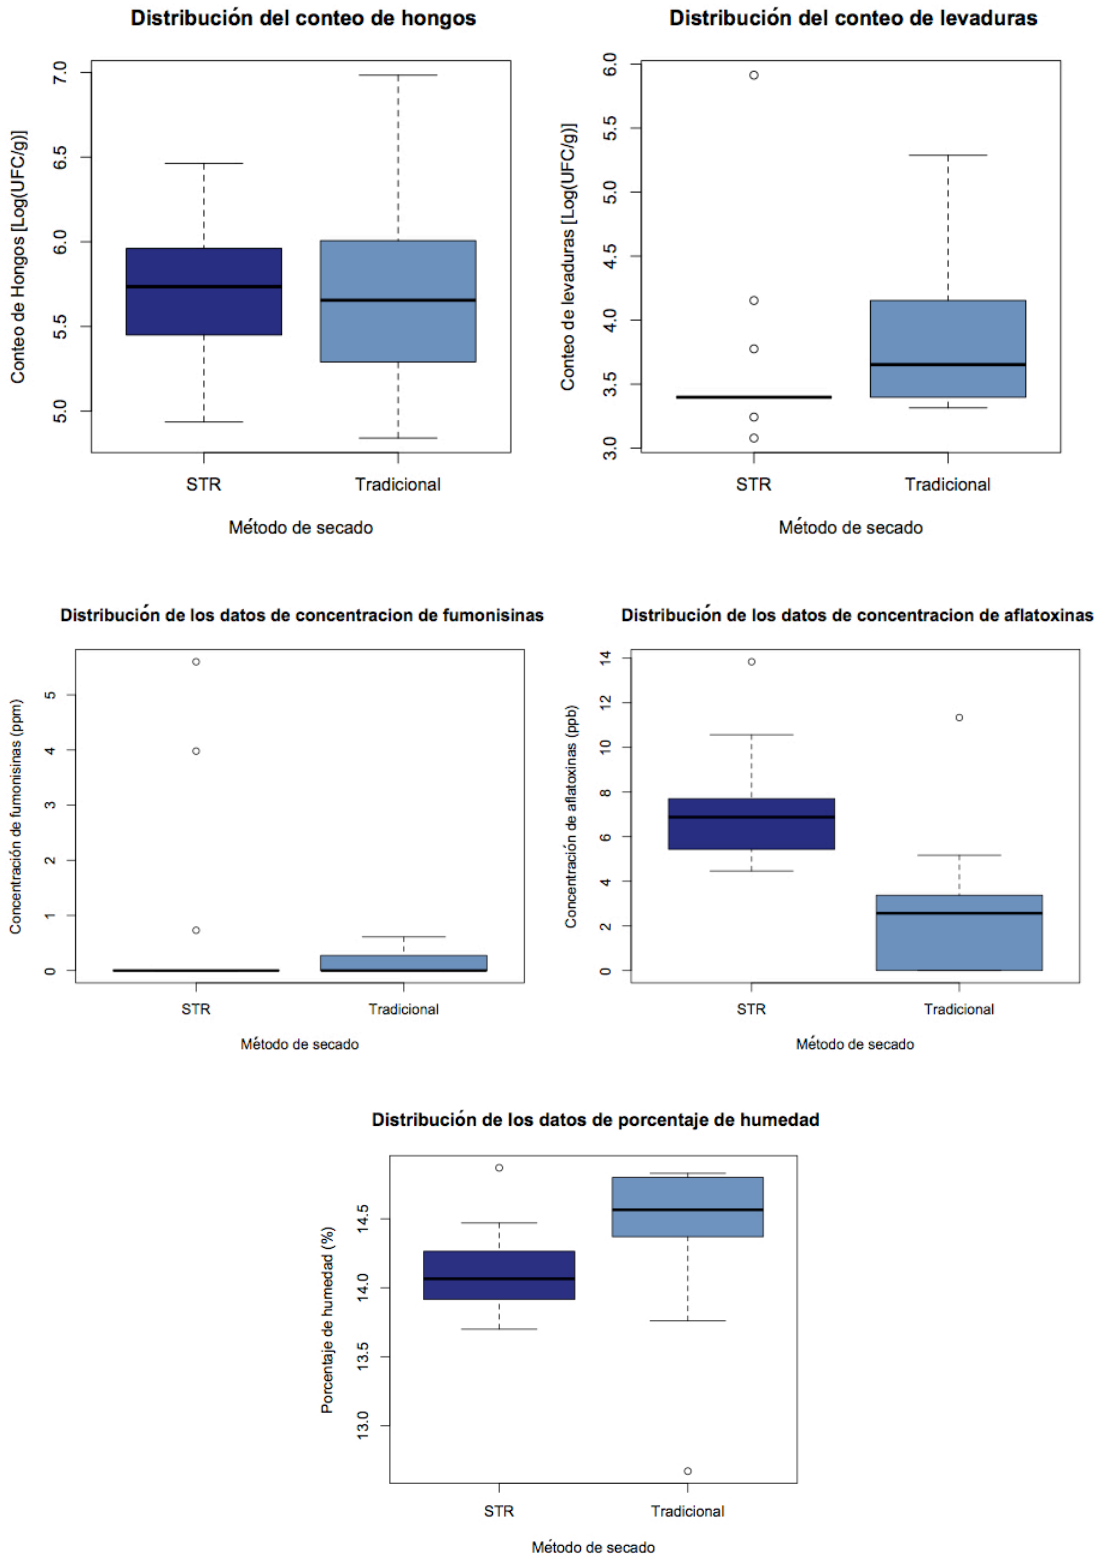 Distribución del conteo de hongos
Conteo de Hongos [Log(UFC/g)]
7.0
6.5
6.0
5.5
5.0
STR
Tradicional
Método de secado
Distribución del conteo de levaduras
Conteo de levaduras [Log(UFC/g)]
6.0
5.5
5.0
4.5
4.0
3.5
3.0
STR
Tradicional
Método de secado
Distribución de los datos de concentracion de fumonisinas
Concentración de fumonisinas (ppm)
5
4
3
2
1
0
STR
Tradicional
Método de secado
Distribución de los datos de concentracion de aflatoxinas
Concentración de aflatoxinas (ppb)
14
12
10
8
6
4
2
0
STR
Tradicional
Método de secado
Distribución de los datos de porcentaje de humedad
Porcentaje de humedad (%)
14.5
14.0
13.5
13.0
STR
Tradicional
Método de secado